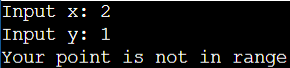 Input x: 2
Input y: 1
Your point is not in range